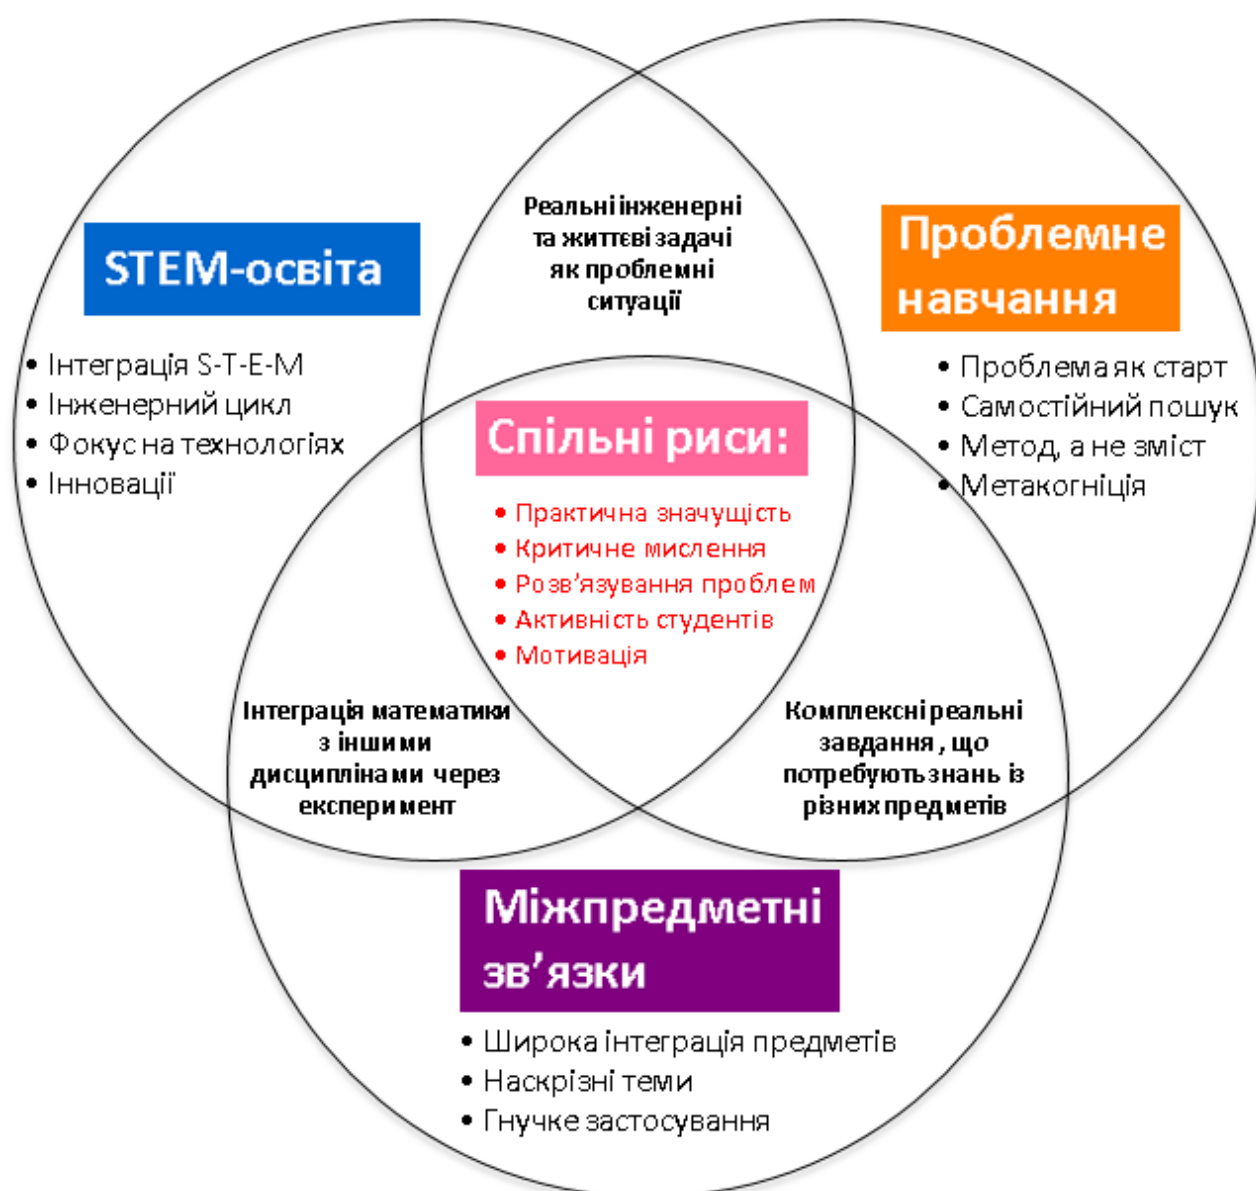 Реальні інженерні
та життєві задачі
як проблемні
ситуації
STEM-освіта
• Інтеграція S-T-E-M
• Інженерний цикл
• Фокус на технологіях
• Інновації
Проблемне
навчання
• Проблема як старт
• Самостійний пошук
• Метод, а не зміст
• Метакогніція
Спільні риси:
• Практична значущість
• Критичне мислення
• Розв’язування проблем
• Активність студентів
• Мотивація
Інтеграція математики
з іншими
дисциплінами через
експеримент
Комплексні реальні
завдання , що
потребують знань із
різних предметів
Міжпредметні
зв’язки
• Широка інтеграція предметів
• Наскрізні теми
• Гнучке застосування